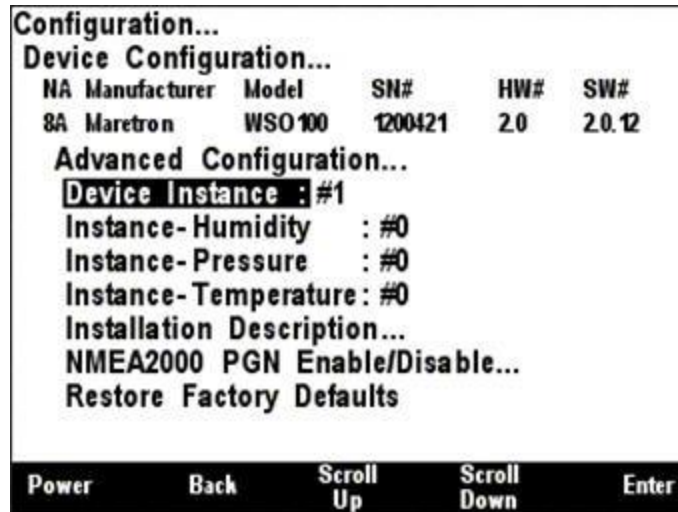 Configuration...
Device Configuration...
NA Manufacturer Model SN# HW# SW#
8A Maretron WSO100 1200421 2.0 2.0.12
Advanced Configuration...
Device Instance : #1
Instance-Humidity : #0
Instance-Pressure : #0
Instance-Temperature: #0
Installation Description...
NMEA2000 PGN Enable/Disable...
Restore Factory Defaults
Power Back Scroll Up Scroll Down Enter